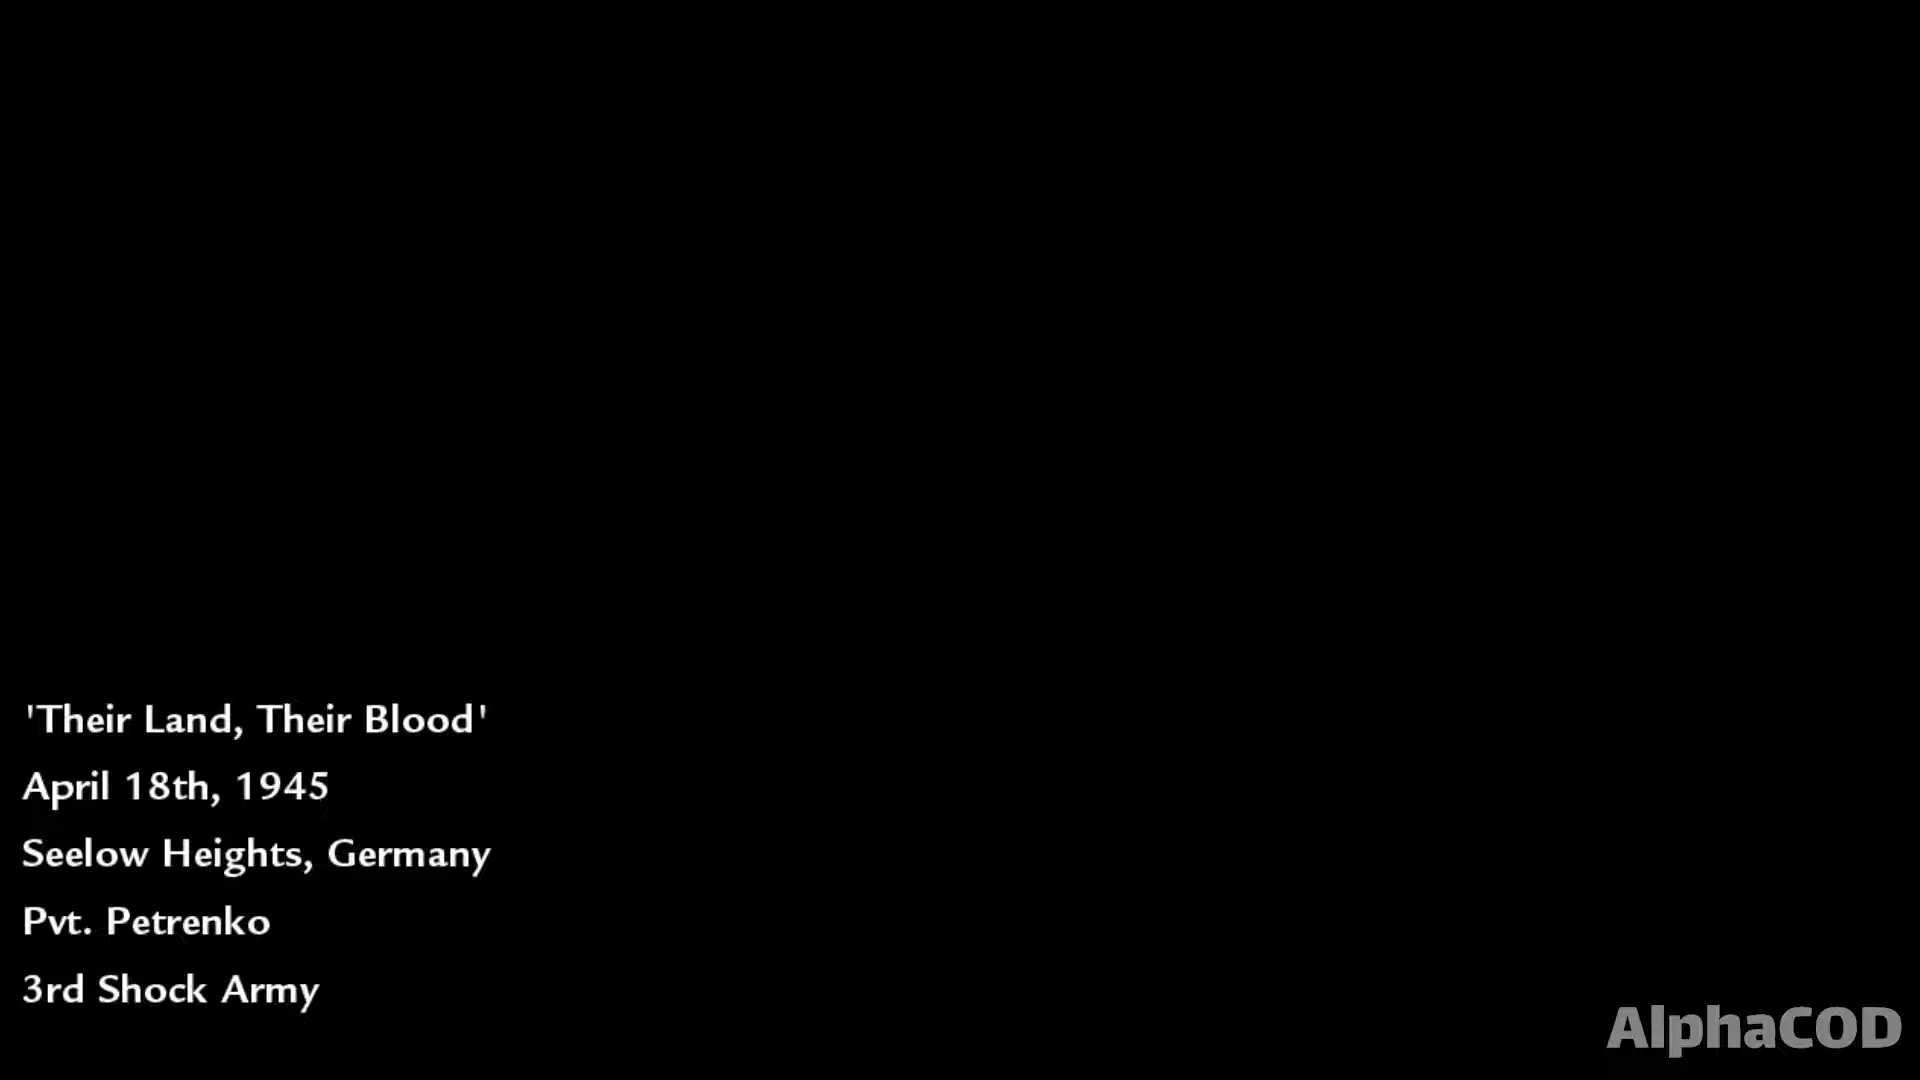 'Their Land, Their Blood'
April 18th, 1945
Seelow Heights, Germany
Pvt. Petrenko
3rd Shock Army
AlphaCOD